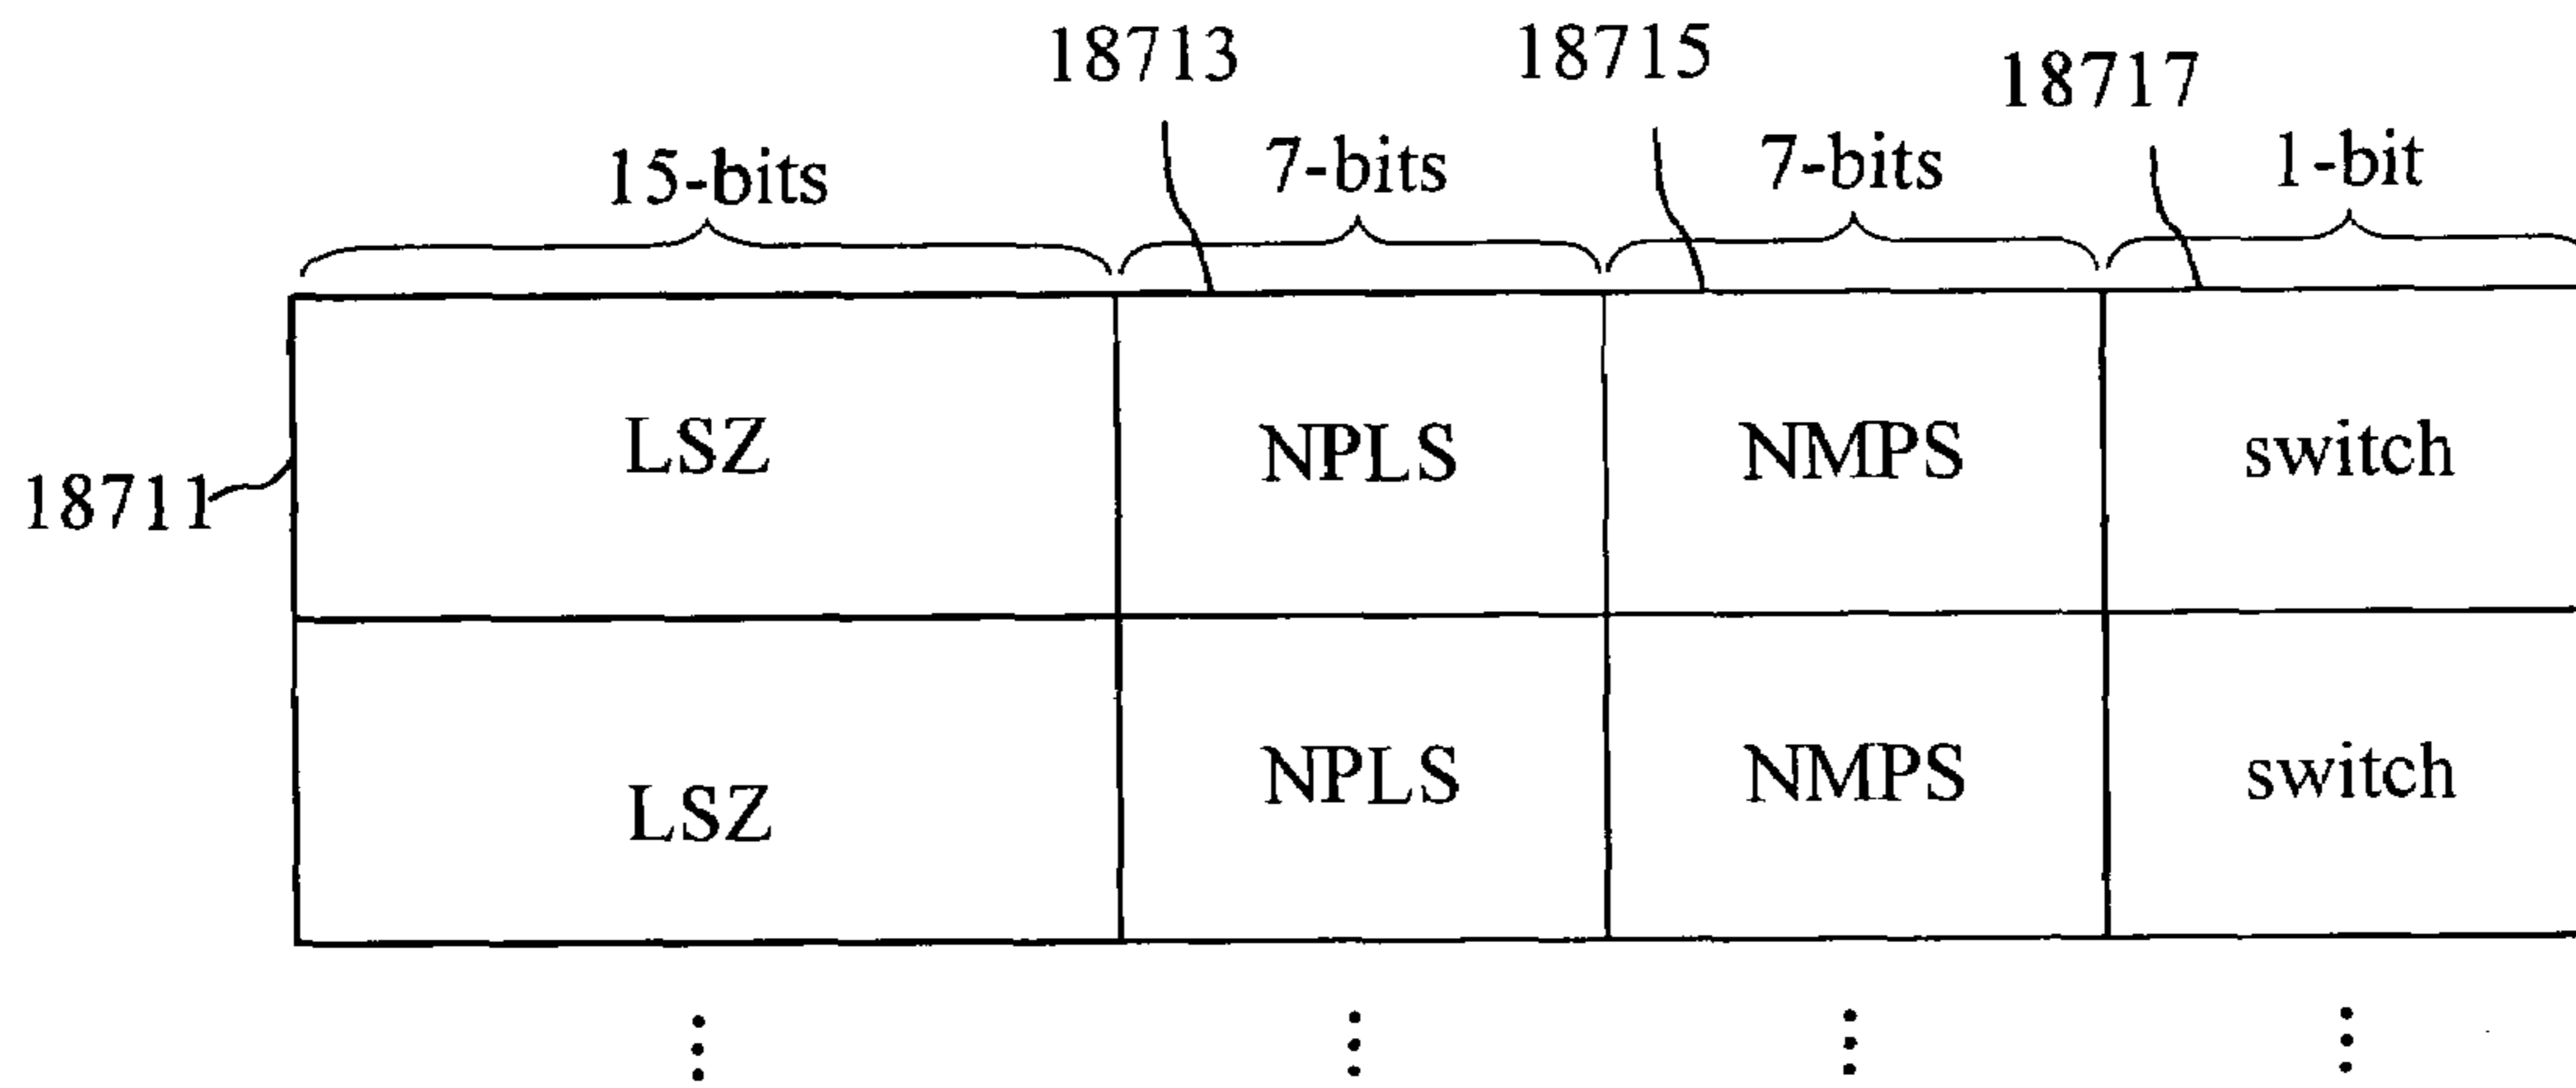 18713 18715 18717
15-bits 7-bits 7-bits 1-bit
18711 LSZ NPLS NMPS switch
LSZ NPLS NMPS switch